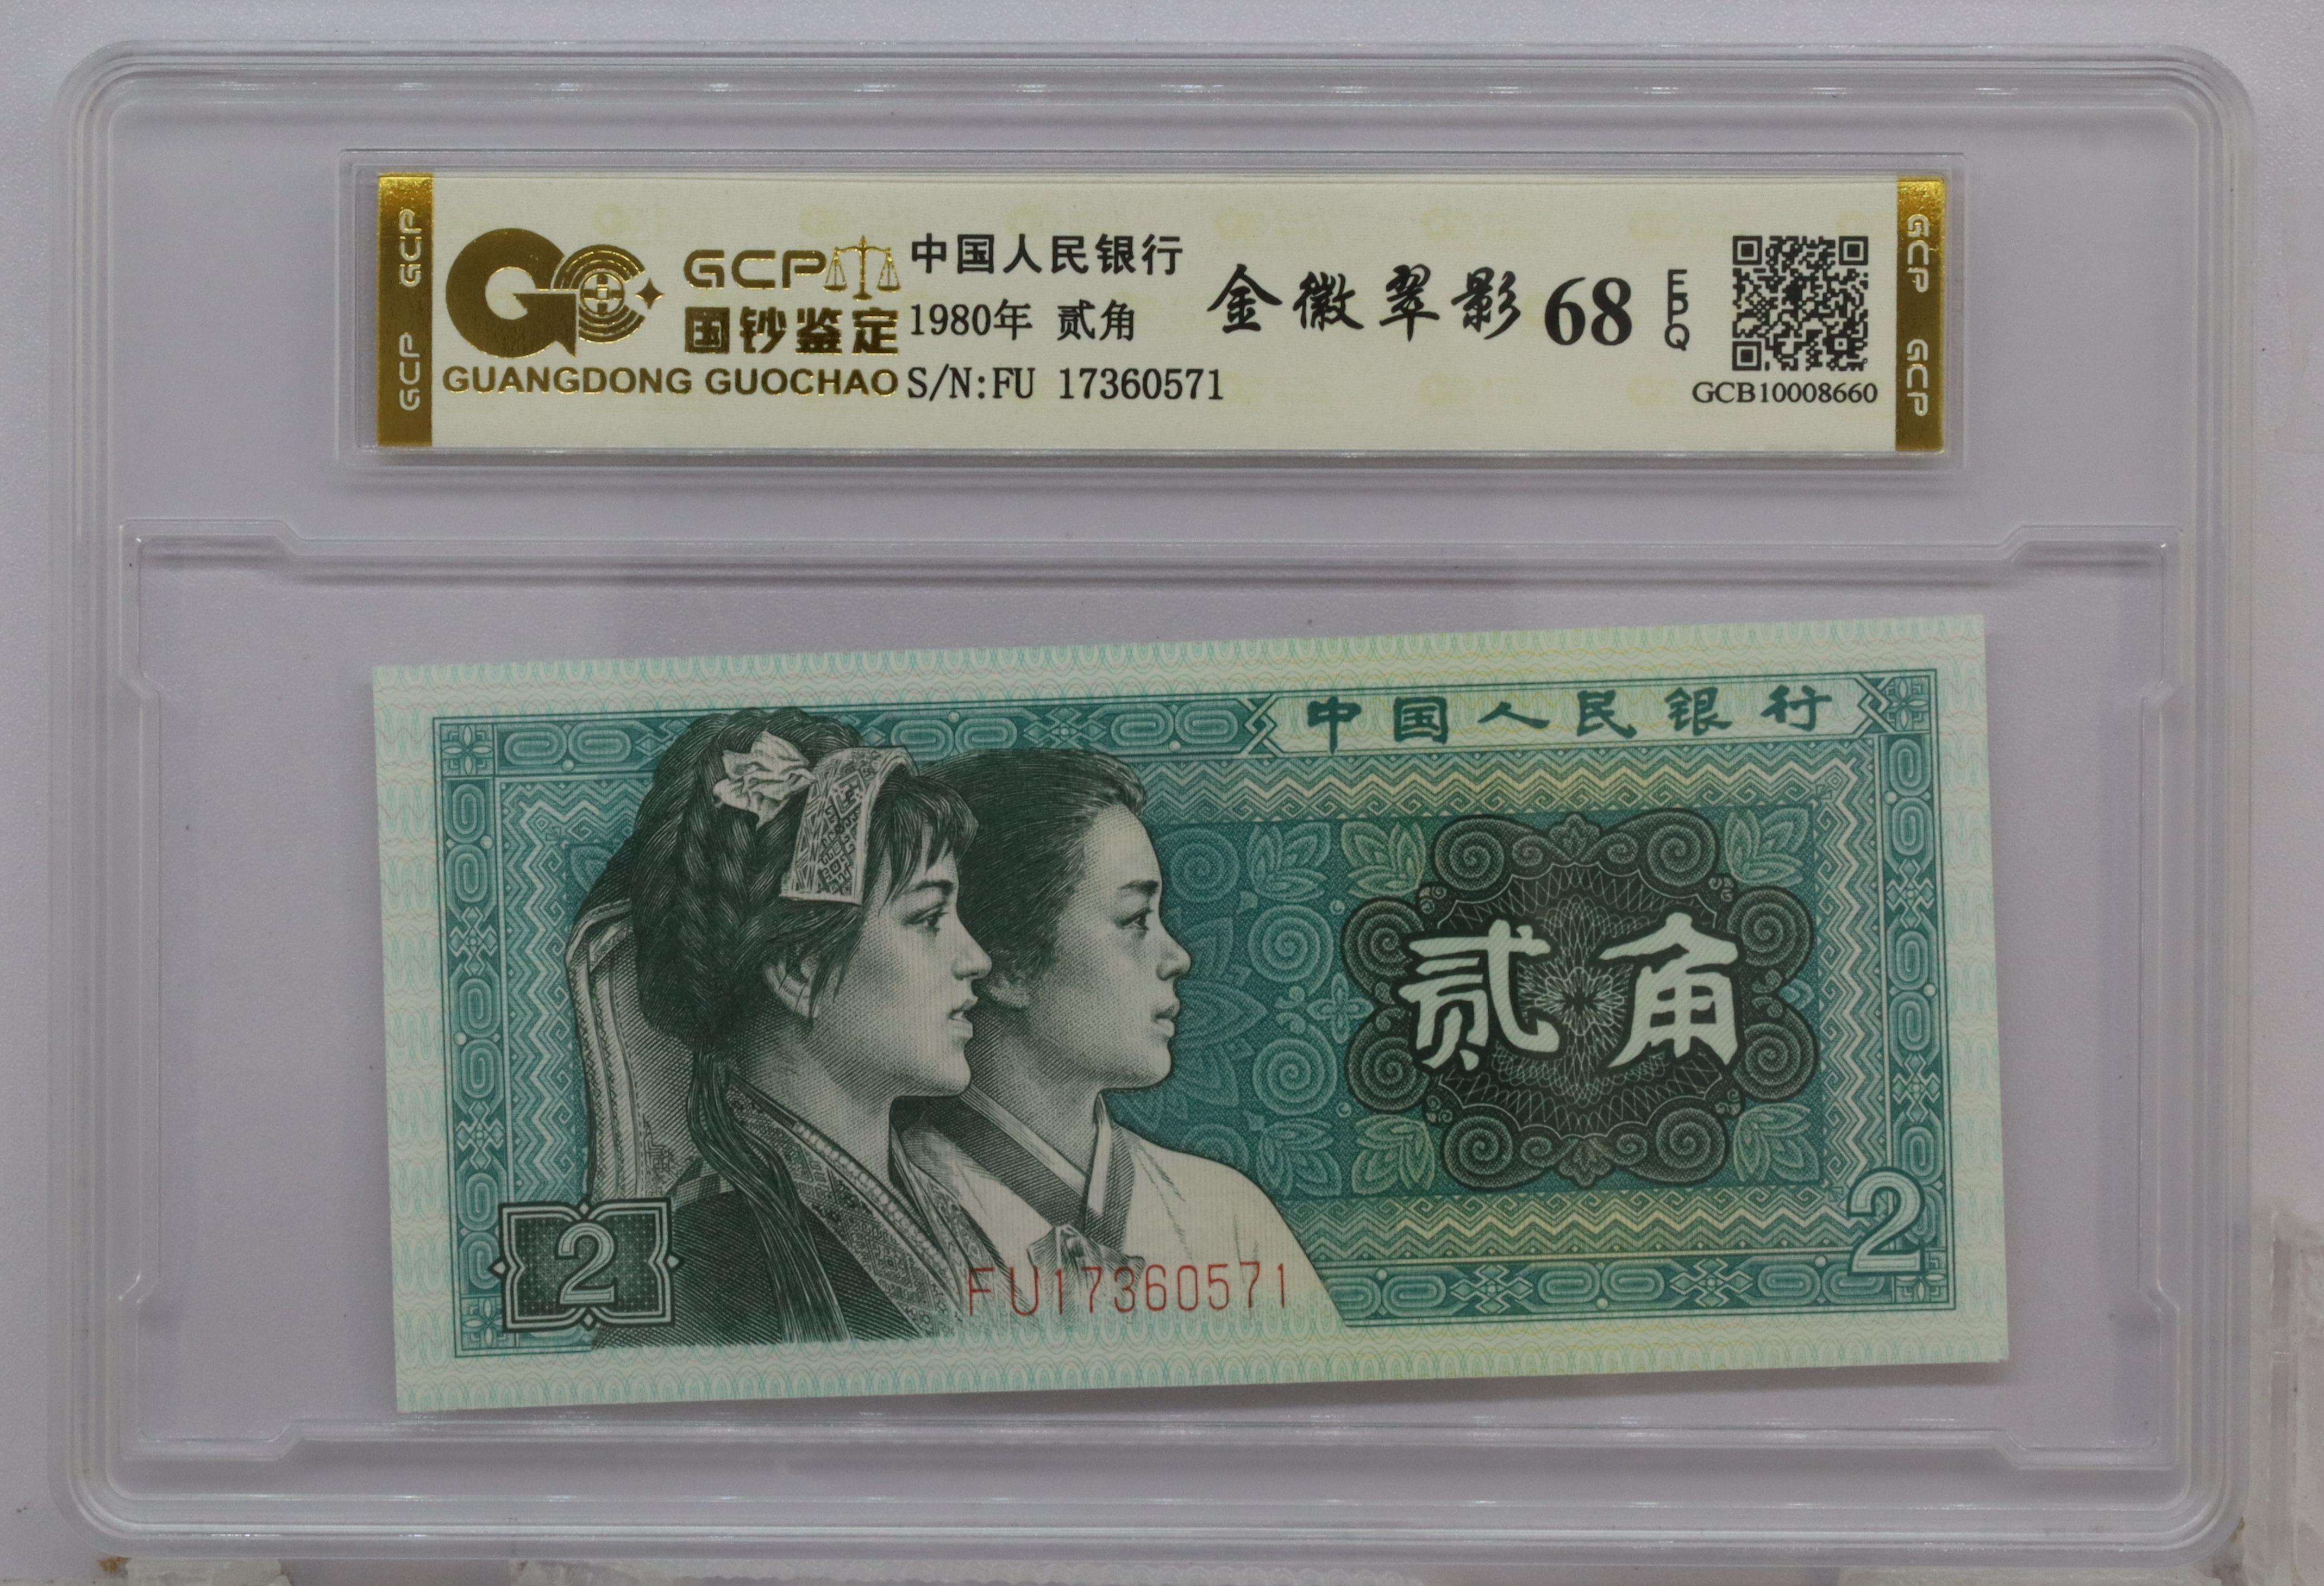 GCP GCP
GCP
国钞鉴定
GUANGDONG GUOCHAO
中国人民银行
1980年 贰角
S/N:FU 17360571
金徽翠影 68 EPQ
GCB10008660
GCP GCP
中国人民银行
贰角
2
2
FU17360571